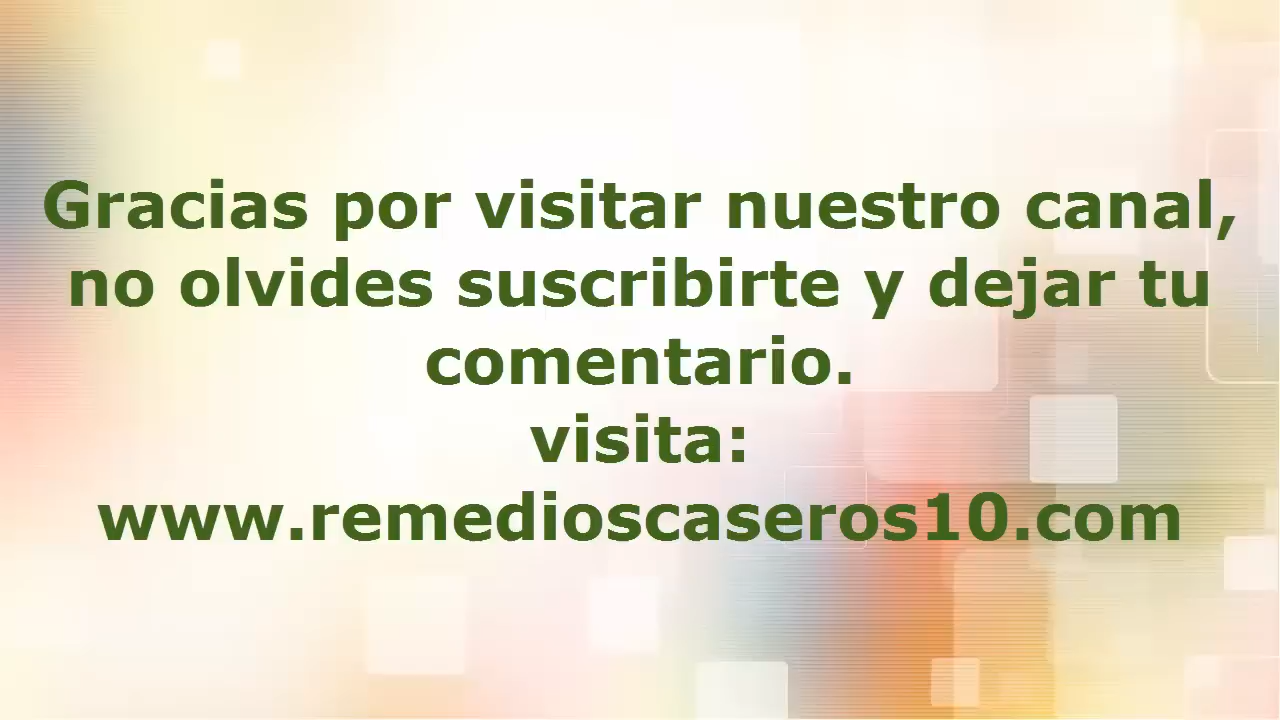 Gracias por visitar nuestro canal,
no olvides suscribirte y dejar tu
comentario.
visita:
www.remedioscaseros10.com